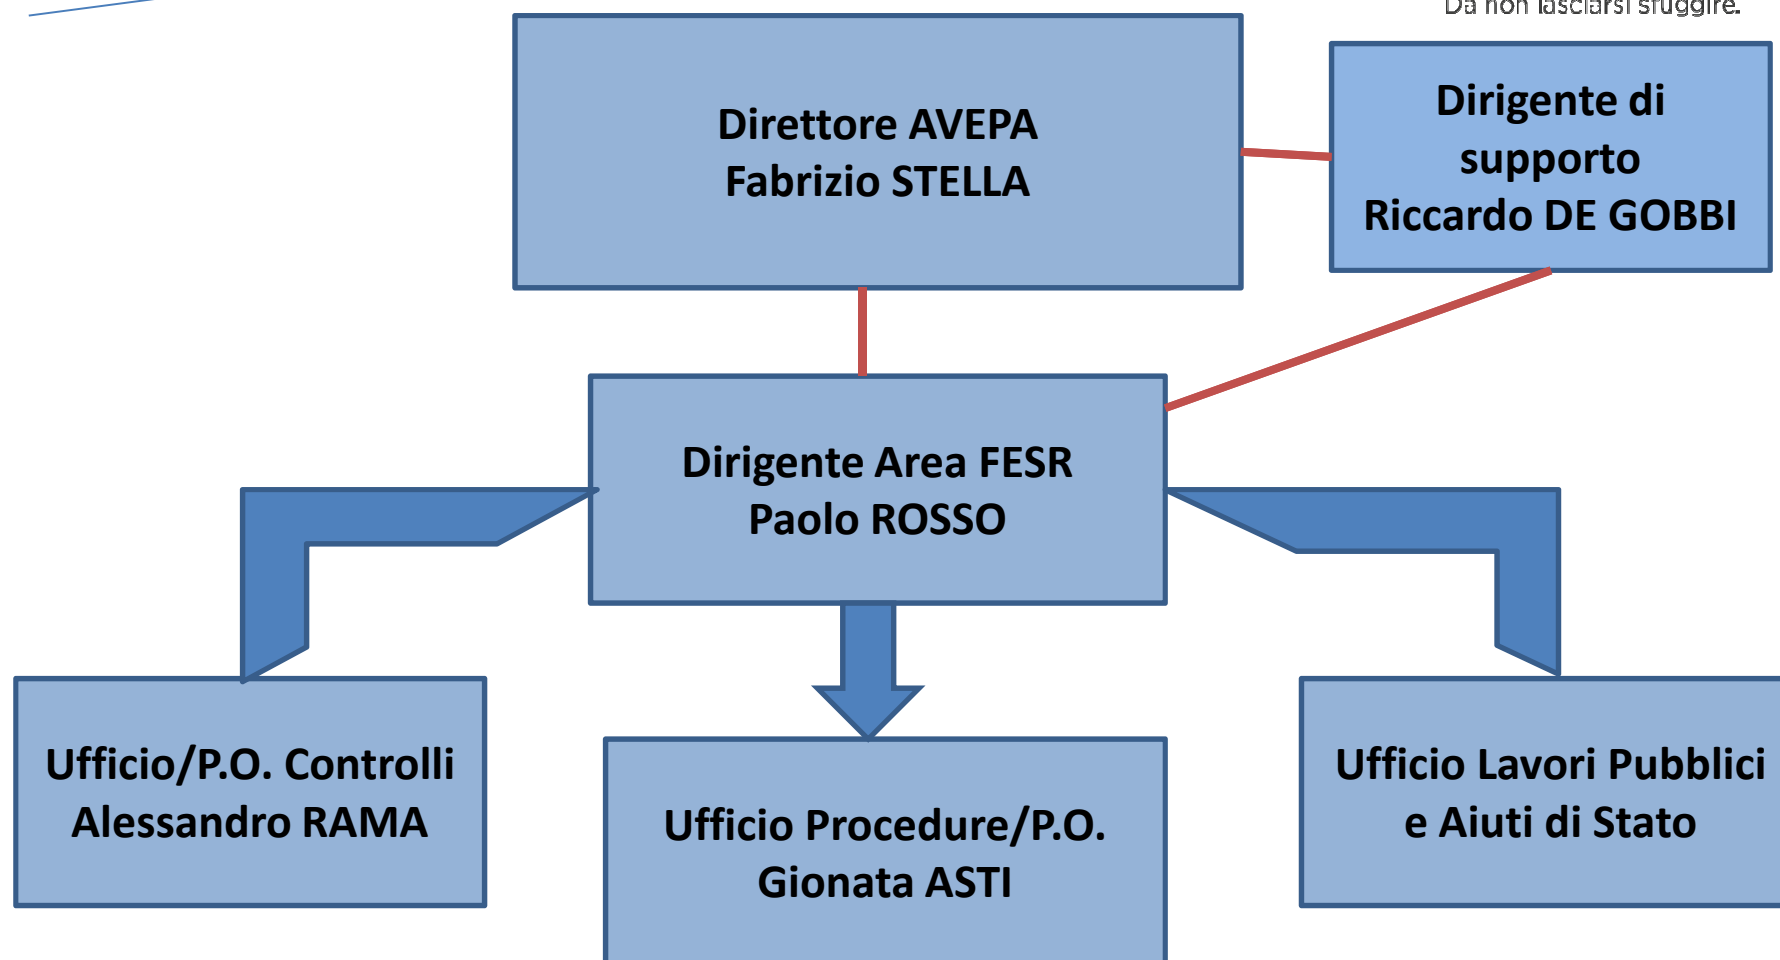 Da non lasciarsi sfuggire.
Direttore AVEPA
Fabrizio STELLA
Dirigente di
supporto
Riccardo DE GOBBI
Dirigente Area FESR
Paolo ROSSO
Ufficio/P.O. Controlli
Alessandro RAMA
Ufficio Procedure/P.O.
Gionata ASTI
Ufficio Lavori Pubblici
e Aiuti di Stato